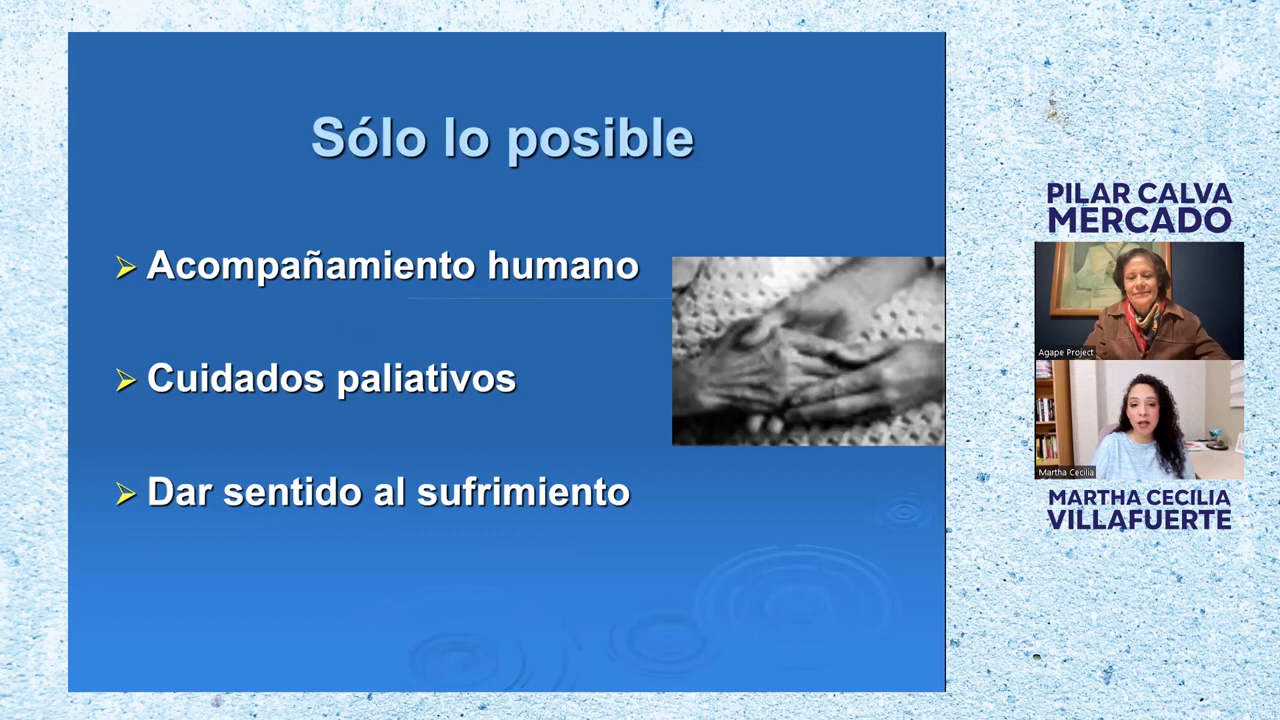 Sólo lo posible
Acompañamiento humano
Cuidados paliativos
Dar sentido al sufrimiento
PILAR CALVA
MERCADO
Agape Project
Martha Cecilia
MARTHA CECILIA
VILLAFUERTE